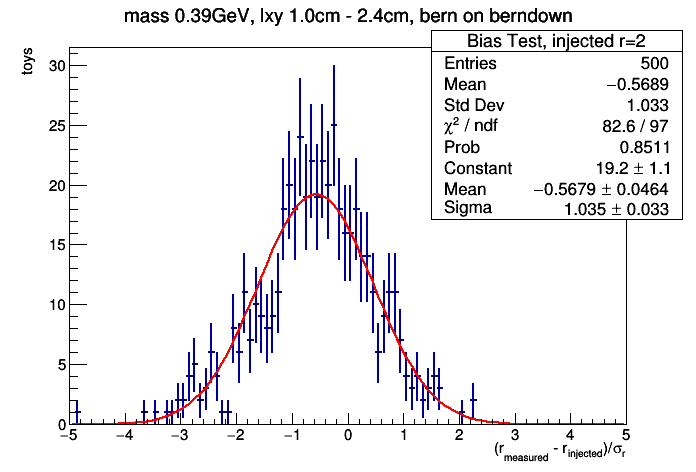 mass 0.39GeV, lxy 1.0cm - 2.4cm, bern on berndown
Bias Test, injected r=2
Entries 500
Mean −0.5689
Std Dev 1.033
χ² / ndf 82.6 / 97
Prob 0.8511
Constant 19.2 ± 1.1
Mean −0.5679 ± 0.0464
Sigma 1.035 ± 0.033
toys
30
25
20
15
10
5
0
−5 −4 −3 −2 −1 0 1 2 3 4 5
(r_measured - r_injected)/σ_r